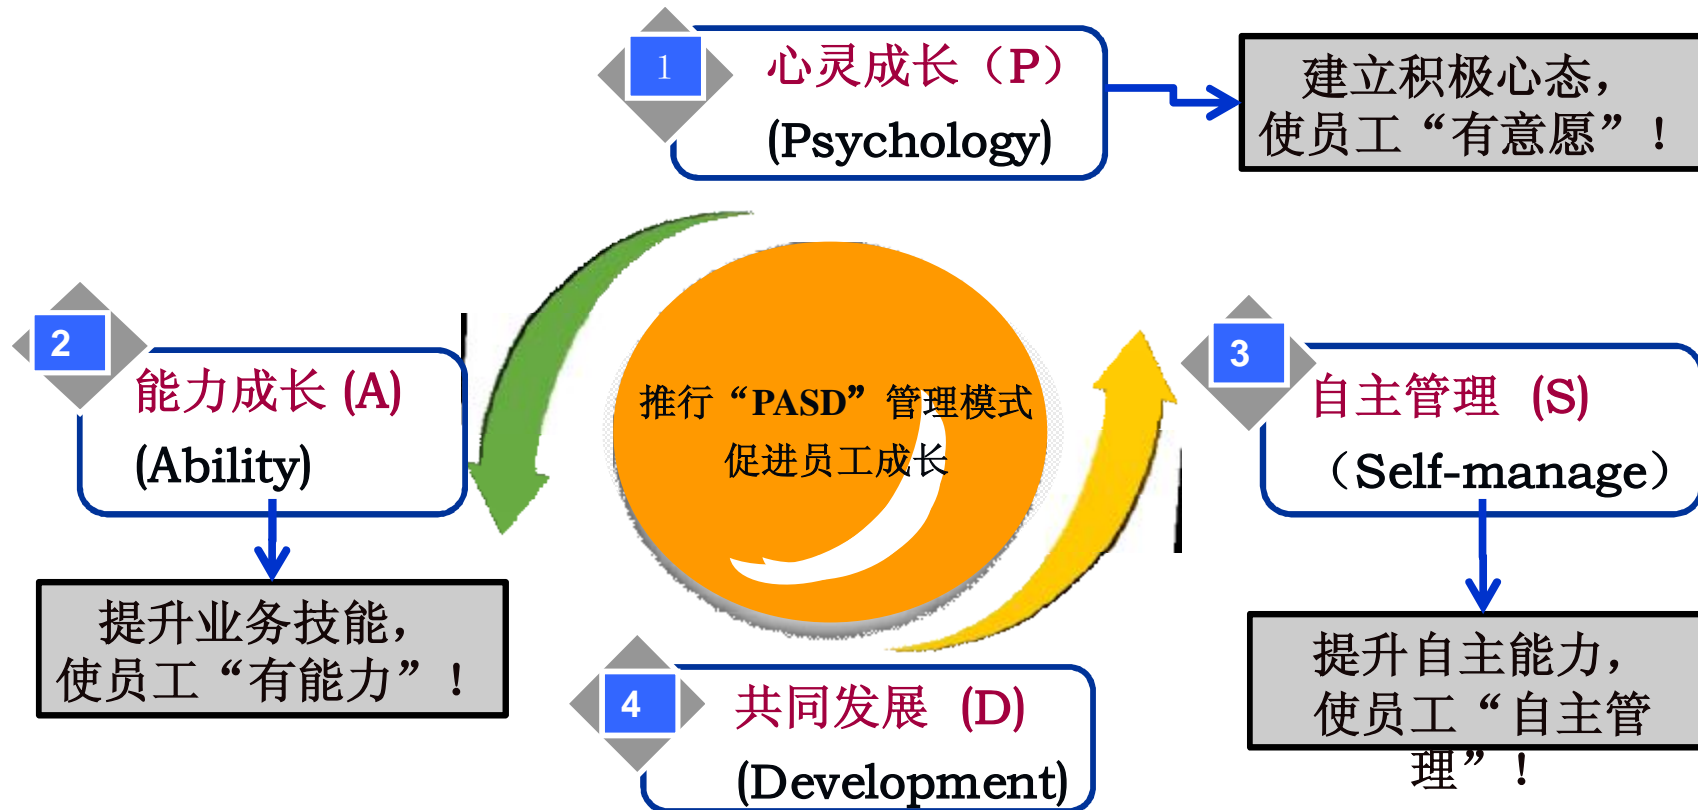 1
心灵成长（P）
(Psychology)
建立积极心态，
使员工“有意愿”！
2
能力成长 (A)
(Ability)
提升业务技能，
使员工“有能力”！
推行“PASD”管理模式
促进员工成长
3
自主管理 (S)
（Self-manage）
提升自主能力，
使员工“自主管
理”！
4
共同发展 (D)
(Development)